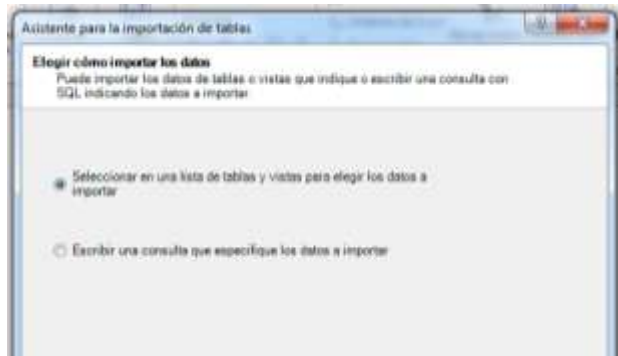 Asistente para la importación de tablas
Elegir cómo importar los datos
Puede importar los datos de tablas o vistas que indique o escribir una consulta con
SQL indicando los datos a importar.
Seleccionar en una lista de tablas y vistas para elegir los datos a
importar
Escribir una consulta que especifique los datos a importar